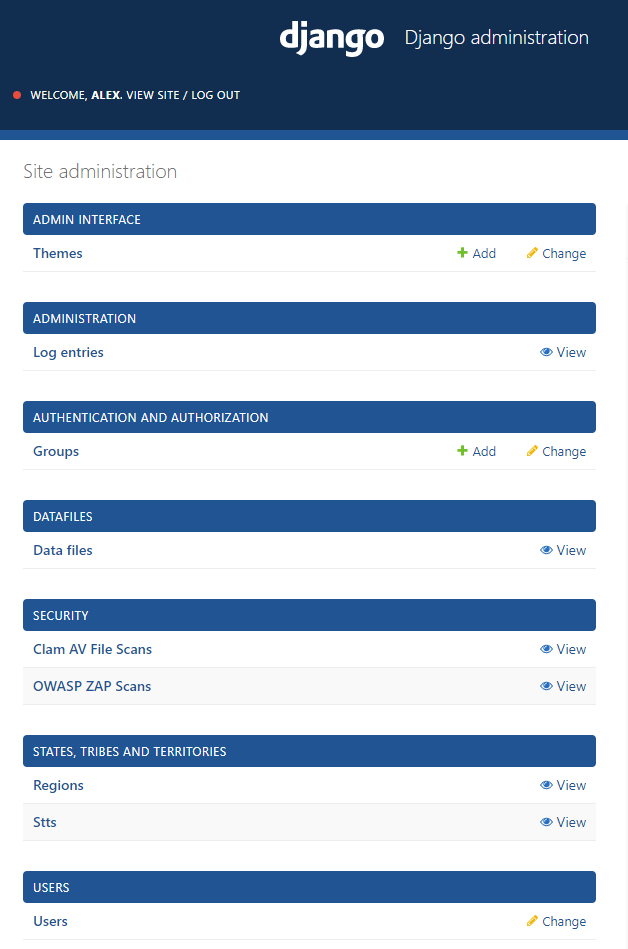 django Django administration
WELCOME, ALEX. VIEW SITE / LOG OUT
Site administration
ADMIN INTERFACE
Themes Add Change
ADMINISTRATION
Log entries View
AUTHENTICATION AND AUTHORIZATION
Groups Add Change
DATAFILES
Data files View
SECURITY
Clam AV File Scans View
OWASP ZAP Scans View
STATES, TRIBES AND TERRITORIES
Regions View
Stts View
USERS
Users Change